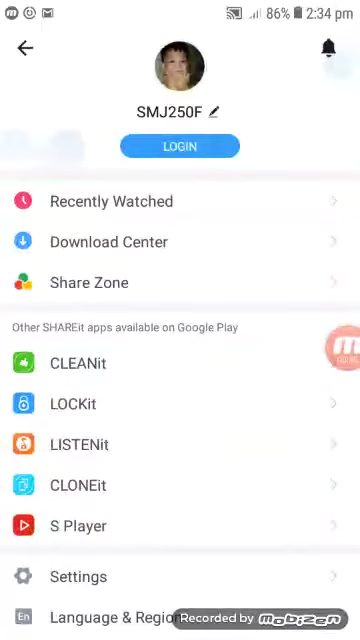 86% 2:34 pm
SMJ250F
LOGIN
Recently Watched
Download Center
Share Zone
Other SHAREit apps available on Google Play
CLEANit
LOCKit
LISTENit
CLONEit
S Player
Settings
En Language & Region
Recorded by mobizen